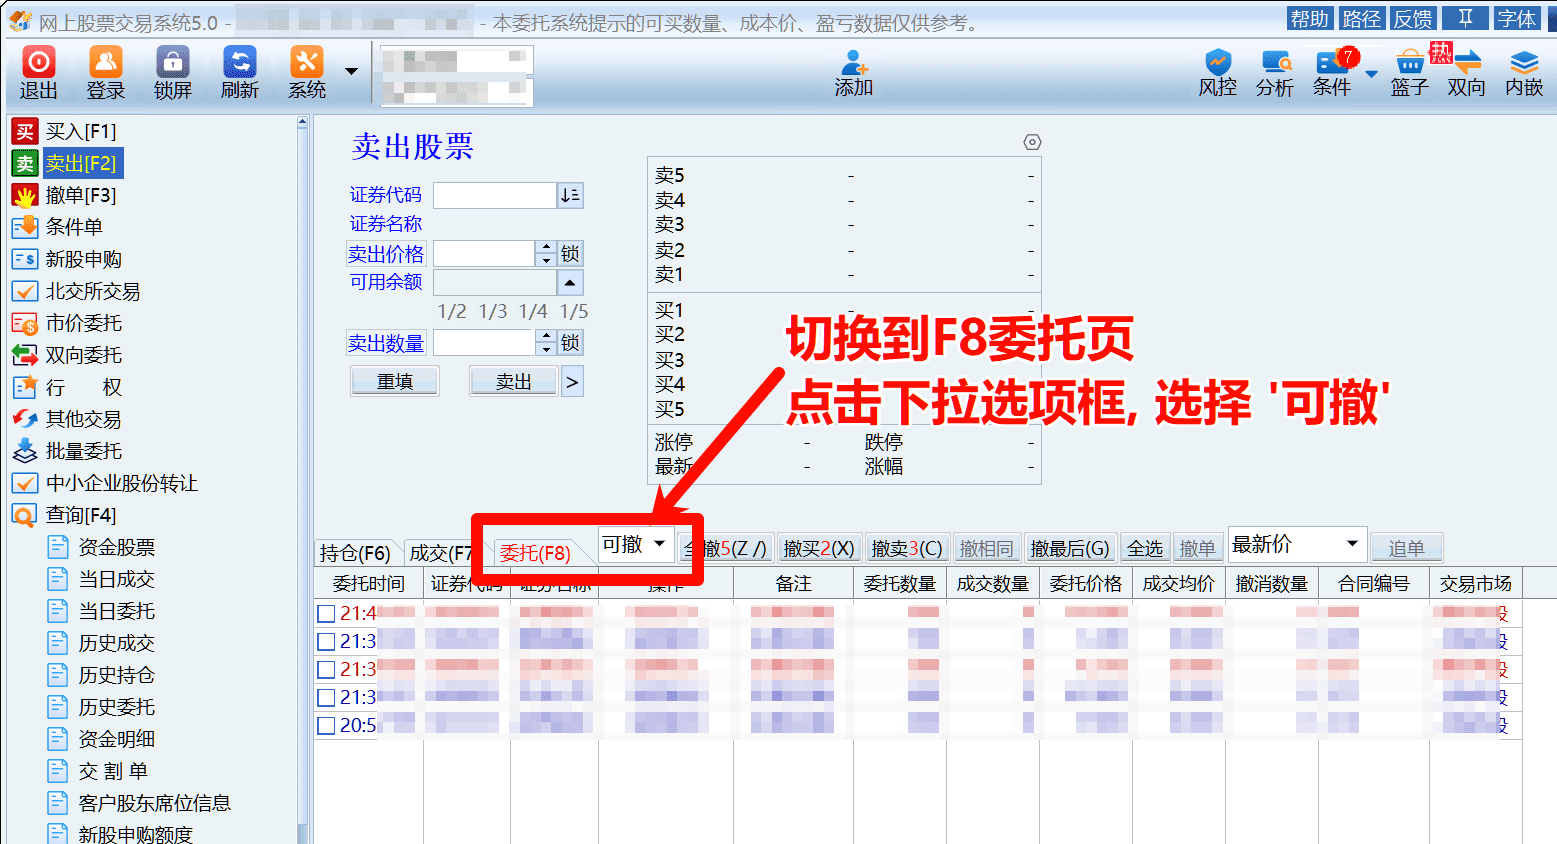 网上股票交易系统5.0 -
- 本委托系统提示的可买数量、成本价、盈亏数据仅供参考。
帮助 路径 反馈 字体
退出 登录 锁屏 刷新 系统
添加
风控 分析 条件 7 篮子 热 双向 内嵌
买 买入[F1]
卖 卖出[F2]
撤单[F3]
条件单
新股申购
北交所交易
市价委托
双向委托
行 权
其他交易
批量委托
中小企业股份转让
查询[F4]
资金股票
当日成交
当日委托
历史成交
历史持仓
历史委托
资金明细
交 割 单
客户股东席位信息
新股申购额度
卖出股票
证券代码
证券名称
卖出价格 锁
可用余额
1/2 1/3 1/4 1/5
卖出数量 锁
重填 卖出 >
卖5 - -
卖4 - -
卖3 - -
卖2 - -
卖1 - -
买1 -
买2
买3
买4
买5
涨停 - 跌停 -
最新 - 涨幅 -
切换到F8委托页
点击下拉选项框, 选择 '可撤'
持仓(F6) 成交(F7 委托(F8) 可撤 全撤5(Z /) 撤买2(X) 撤卖3(C) 撤相同 撤最后(G) 全选 撤单 最新价 追单
委托时间 证券代码 证券名称 操作 备注 委托数量 成交数量 委托价格 成交均价 撤消数量 合同编号 交易市场
21:4
21:3
21:3
21:3
20:5